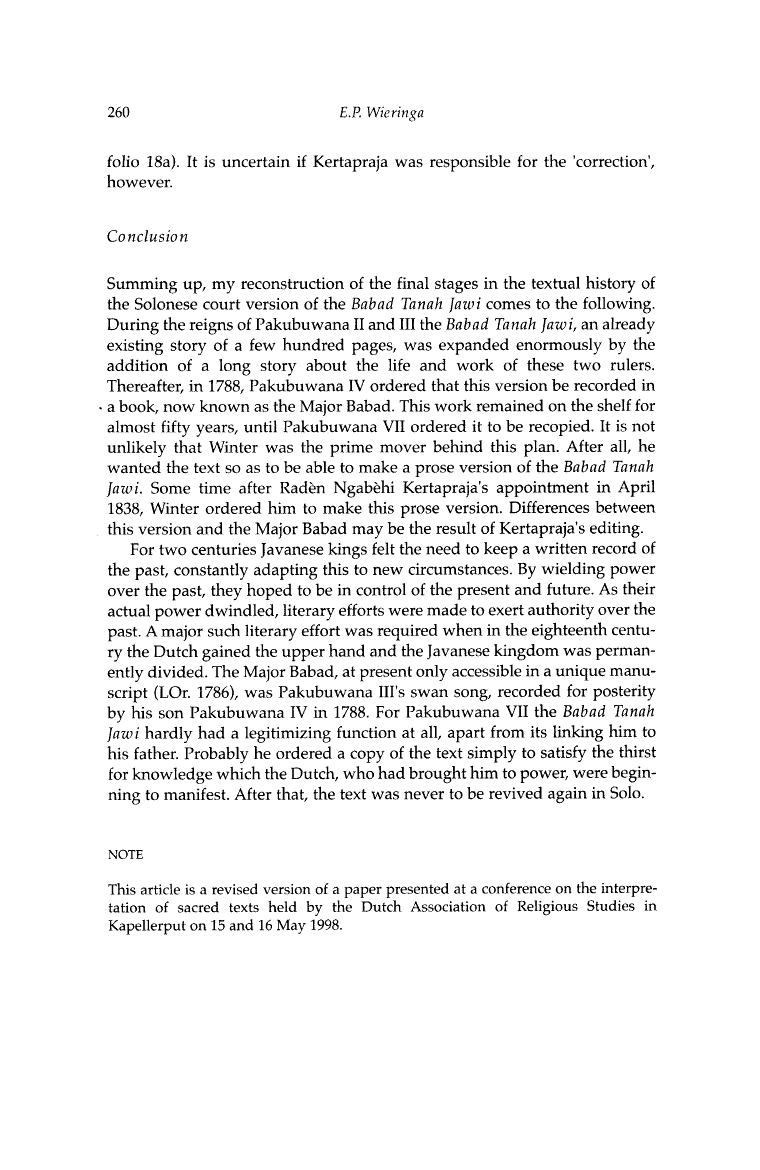 260
E.P. Wieringa
folio 18a). It is uncertain if Kertapraja was responsible for the 'correction',
however.
Conclusion
Summing up, my reconstruction of the final stages in the textual history of
the Solonese court version of the Babad Tanah Jawi comes to the following.
During the reigns of Pakubuwana II and III the Babad Tanah Jawi, an already
existing story of a few hundred pages, was expanded enormously by the
addition of a long story about the life and work of these two rulers.
Thereafter, in 1788, Pakubuwana IV ordered that this version be recorded in
a book, now known as the Major Babad. This work remained on the shelf for
almost fifty years, until Pakubuwana VII ordered it to be recopied. It is not
unlikely that Winter was the prime mover behind this plan. After all, he
wanted the text so as to be able to make a prose version of the Babad Tanah
Jawi. Some time after Radèn Ngabèhi Kertapraja's appointment in April
1838, Winter ordered him to make this prose version. Differences between
this version and the Major Babad may be the result of Kertapraja's editing.
For two centuries Javanese kings felt the need to keep a written record of
the past, constantly adapting this to new circumstances. By wielding power
over the past, they hoped to be in control of the present and future. As their
actual power dwindled, literary efforts were made to exert authority over the
past. A major such literary effort was required when in the eighteenth centu-
ry the Dutch gained the upper hand and the Javanese kingdom was perman-
ently divided. The Major Babad, at present only accessible in a unique manu-
script (LOr. 1786), was Pakubuwana III's swan song, recorded for posterity
by his son Pakubuwana IV in 1788. For Pakubuwana VII the Babad Tanah
Jawi hardly had a legitimizing function at all, apart from its linking him to
his father. Probably he ordered a copy of the text simply to satisfy the thirst
for knowledge which the Dutch, who had brought him to power, were begin-
ning to manifest. After that, the text was never to be revived again in Solo.
NOTE
This article is a revised version of a paper presented at a conference on the interpre-
tation of sacred texts held by the Dutch Association of Religious Studies in
Kapellerput on 15 and 16 May 1998.